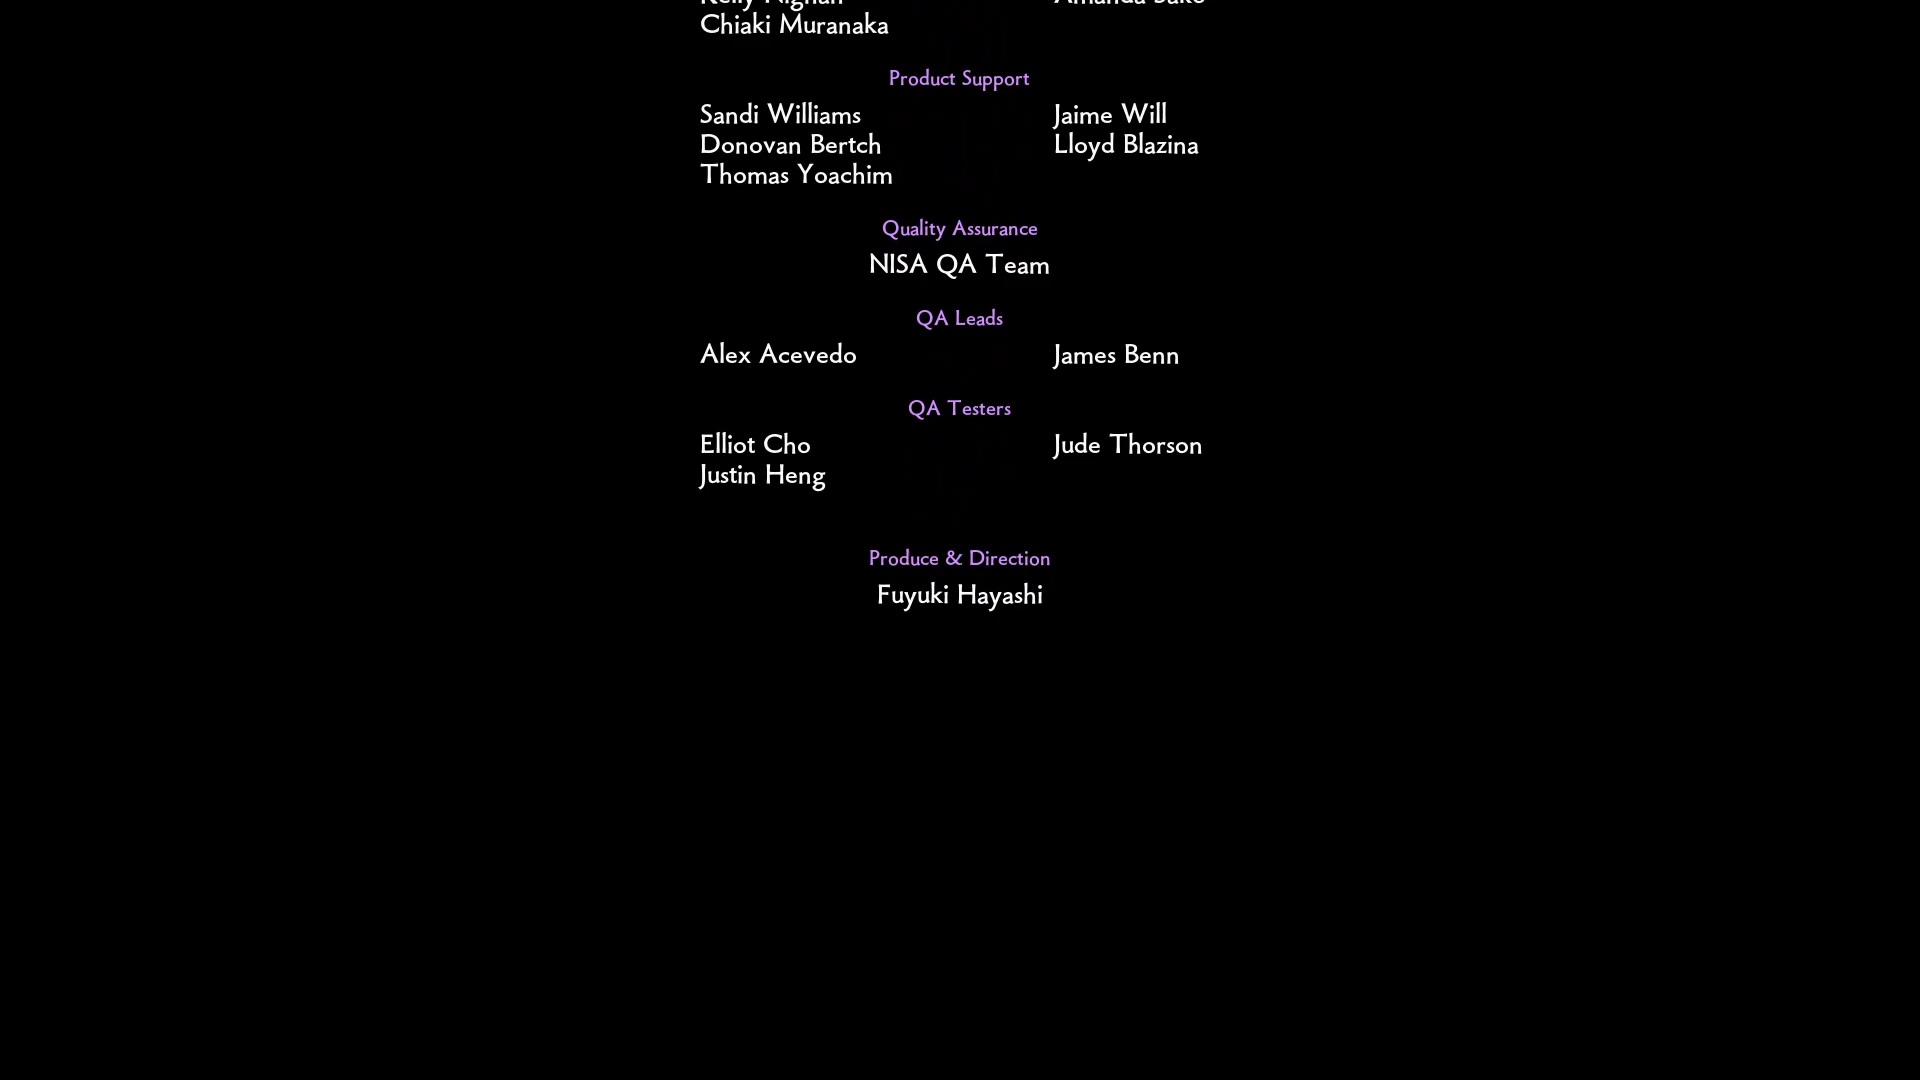 Chiaki Muranaka
Product Support
Sandi Williams Jaime Will
Donovan Bertch Lloyd Blazina
Thomas Yoachim
Quality Assurance
NISA QA Team
QA Leads
Alex Acevedo James Benn
QA Testers
Elliot Cho Jude Thorson
Justin Heng
Produce & Direction
Fuyuki Hayashi